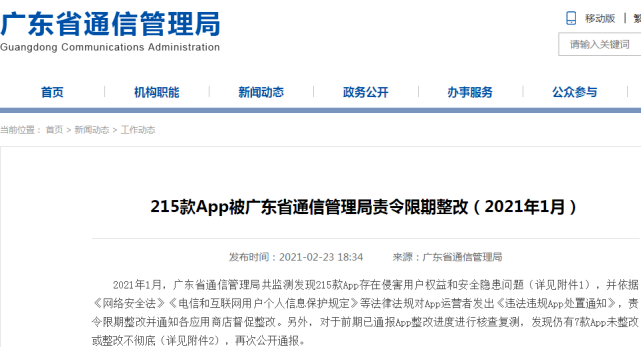 广东省通信管理局
Guangdong Communications Administration
移动版 |
请输入关键词
首页 机构职能 新闻动态 政务公开 办事服务 公众参与
当前位置： 首页 > 新闻动态 > 工作动态
215款App被广东省通信管理局责令限期整改（2021年1月）
发布时间：2021-02-23 18:34 来源：广东省通信管理局
2021年1月，广东省通信管理局共监测发现215款App存在侵害用户权益和安全隐患问题（详见附件1），并依据
《网络安全法》《电信和互联网用户个人信息保护规定》等法律法规对App运营者发出《违法违规App处置通知》，责
令限期整改并通知各应用商店督促整改。另外，对于前期已通报App整改进度进行核查复测，发现仍有7款App未整改
或整改不彻底（详见附件2），再次公开通报。